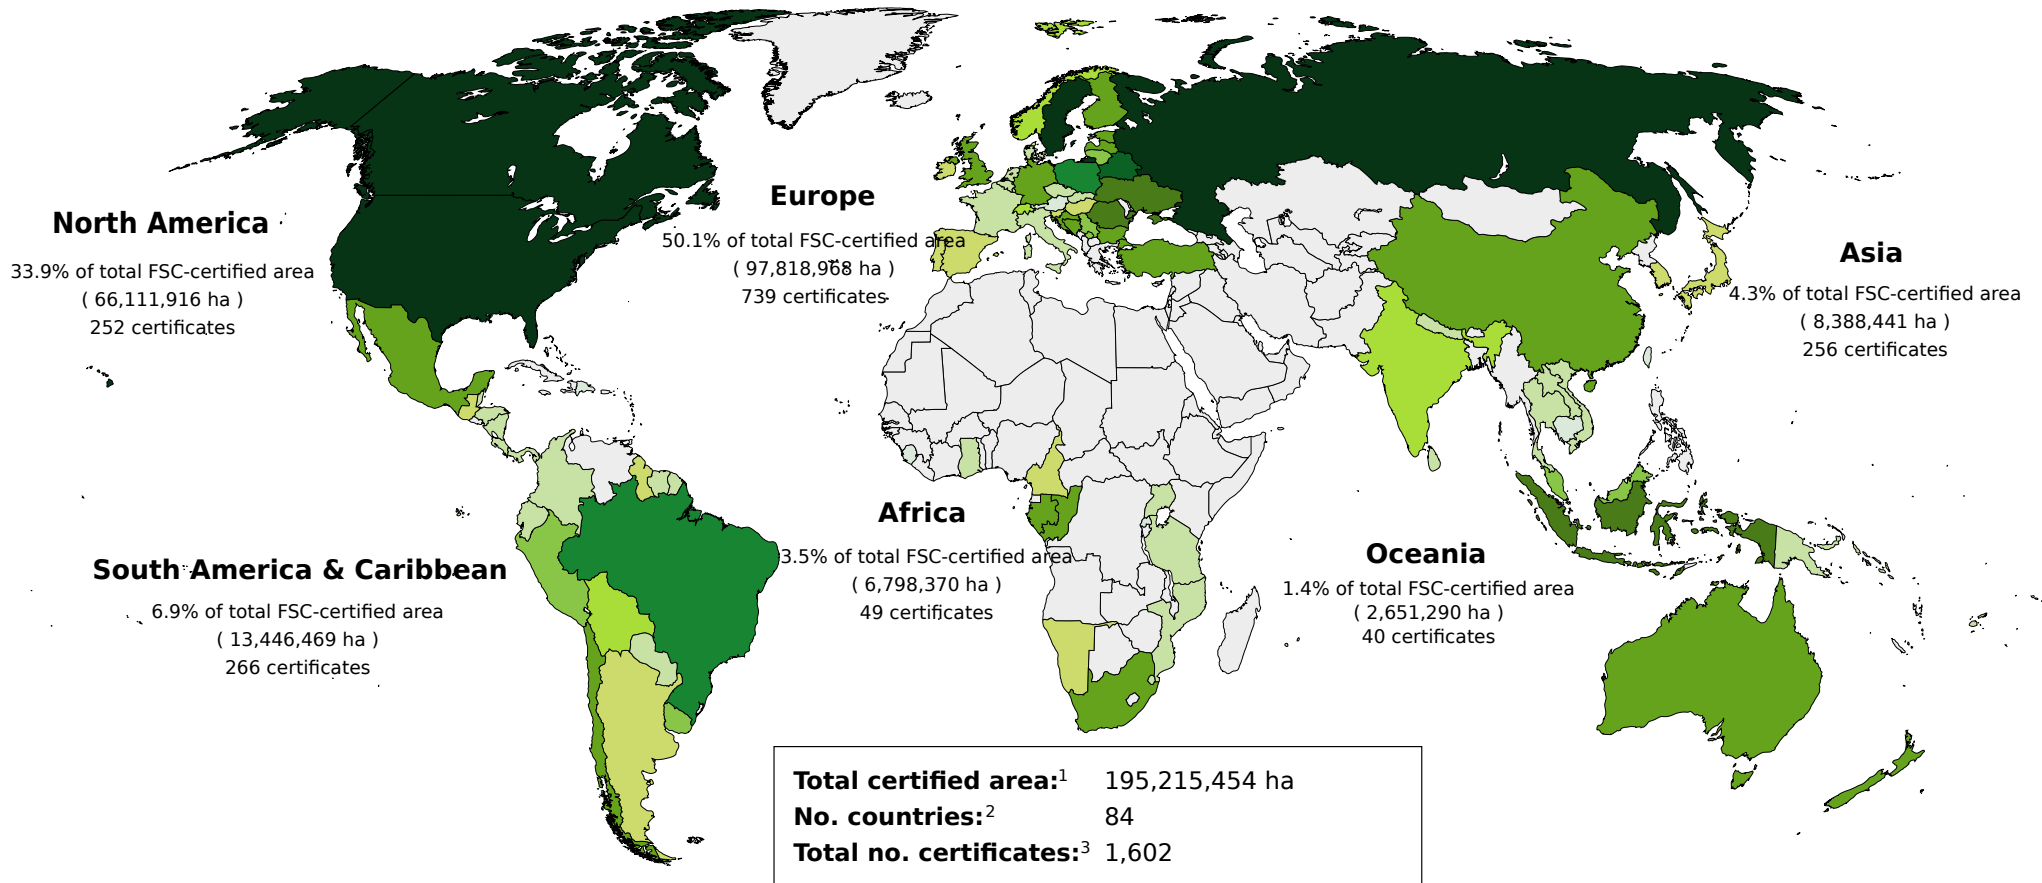 North America
33.9% of total FSC-certified area
( 66,111,916 ha )
252 certificates
Europe
50.1% of total FSC-certified area
( 97,818,968 ha )
739 certificates
Asia
4.3% of total FSC-certified area
( 8,388,441 ha )
256 certificates
South America & Caribbean
6.9% of total FSC-certified area
( 13,446,469 ha )
266 certificates
Africa
3.5% of total FSC-certified area
( 6,798,370 ha )
49 certificates
Oceania
1.4% of total FSC-certified area
( 2,651,290 ha )
40 certificates
Total certified area:¹ 195,215,454 ha
No. countries:² 84
Total no. certificates:³ 1,602